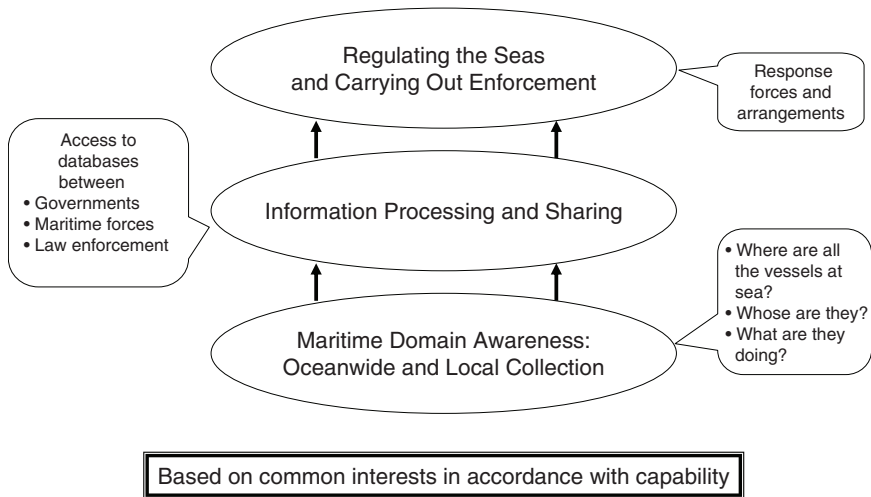 Regulating the Seas
and Carrying Out Enforcement
Response
forces and
arrangements
Access to
databases
between
• Governments
• Maritime forces
• Law enforcement
Information Processing and Sharing
• Where are all
the vessels at
sea?
• Whose are they?
• What are they
doing?
Maritime Domain Awareness:
Oceanwide and Local Collection
Based on common interests in accordance with capability